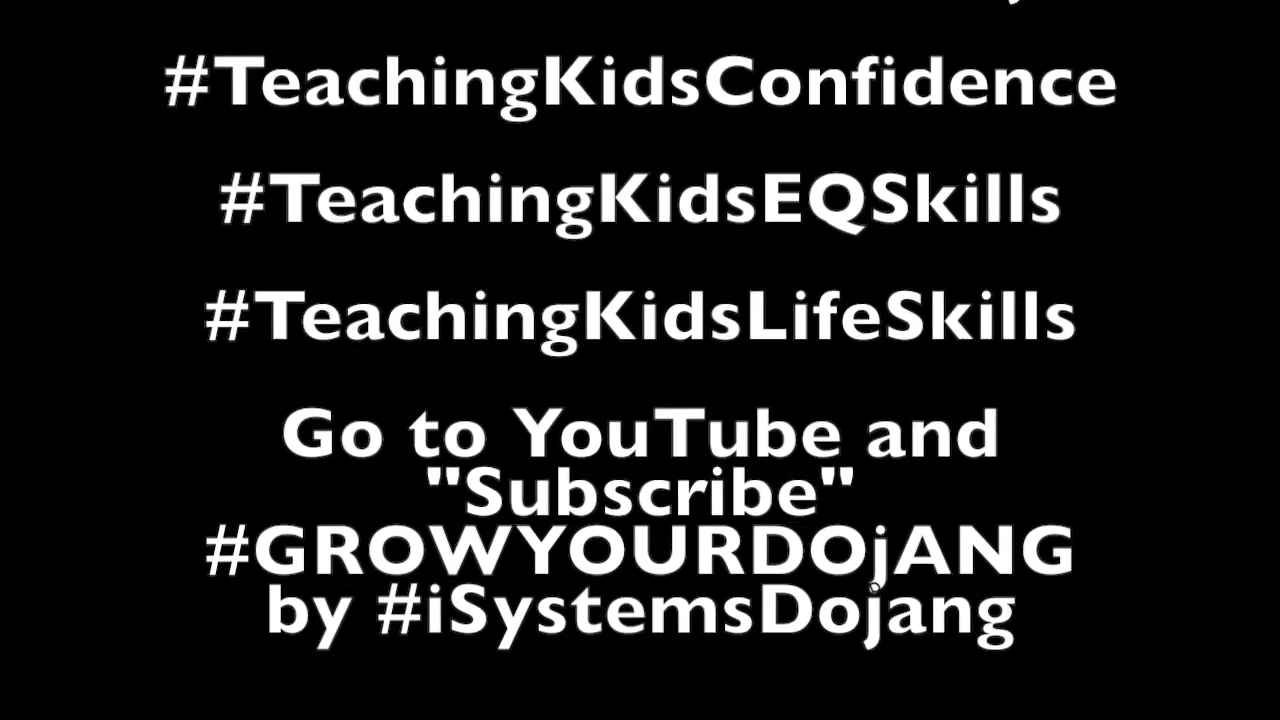 #TeachingKidsConfidence
#TeachingKidsEQSkills
#TeachingKidsLifeSkills
Go to YouTube and
"Subscribe"
#GROWYOURDOjANG
by #iSystemsDojang